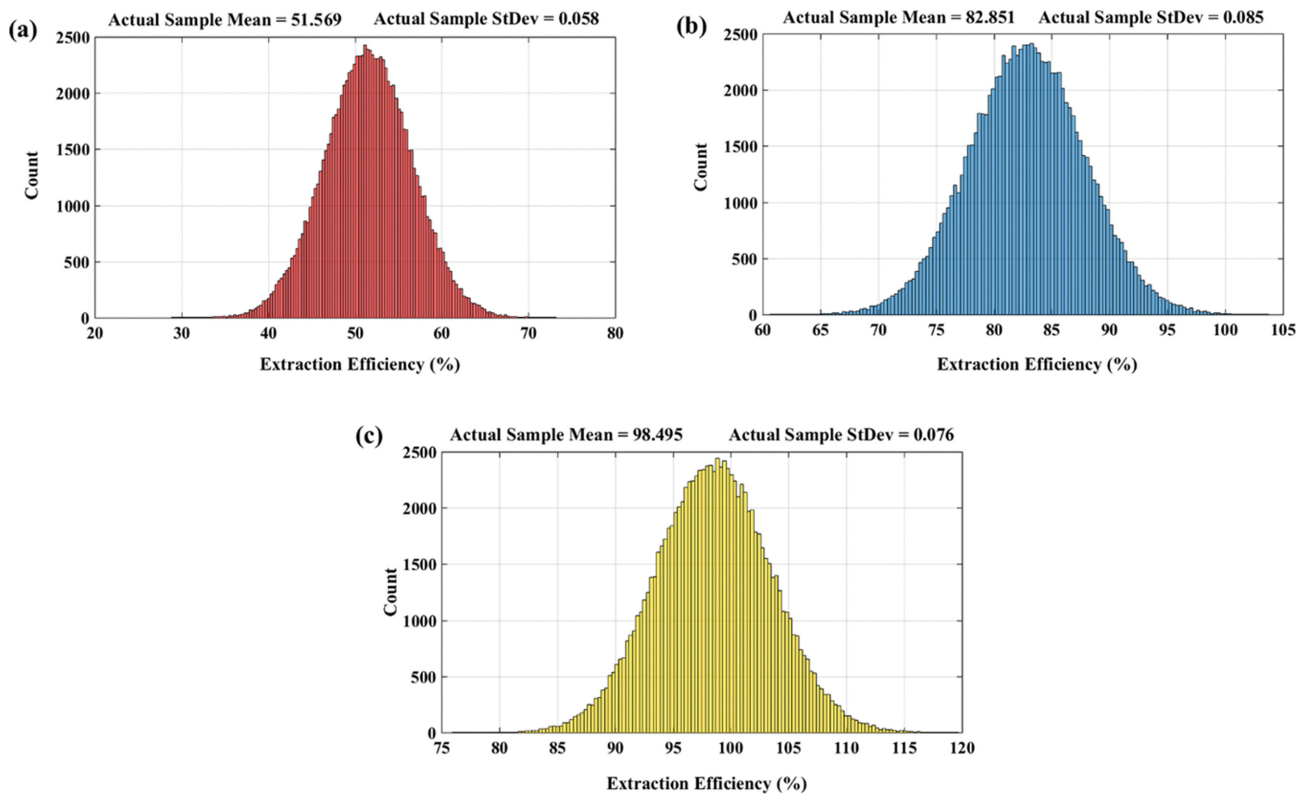 (a)
Actual Sample Mean = 51.569 Actual Sample StDev = 0.058
2500
2000
1500
1000
500
0
Count
20 30 40 50 60 70 80
Extraction Efficiency (%)
(b)
Actual Sample Mean = 82.851 Actual Sample StDev = 0.085
2500
2000
1500
1000
500
0
Count
60 65 70 75 80 85 90 95 100 105
Extraction Efficiency (%)
(c)
Actual Sample Mean = 98.495 Actual Sample StDev = 0.076
2500
2000
1500
1000
500
0
Count
75 80 85 90 95 100 105 110 115 120
Extraction Efficiency (%)